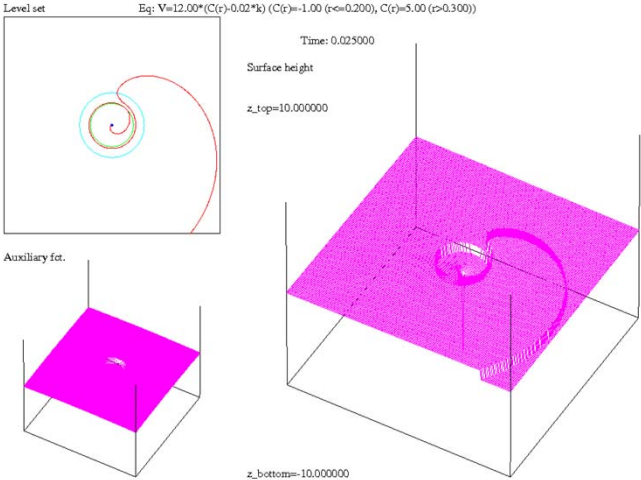 Level set Eq: V=12.00*(C(r)-0.02*k) (C(r)=-1.00 (r<=0.200), C(r)=5.00 (r>0.300))
Time: 0.025000
Surface height
z_top=10.000000
Auxiliary fct.
z_bottom=-10.000000